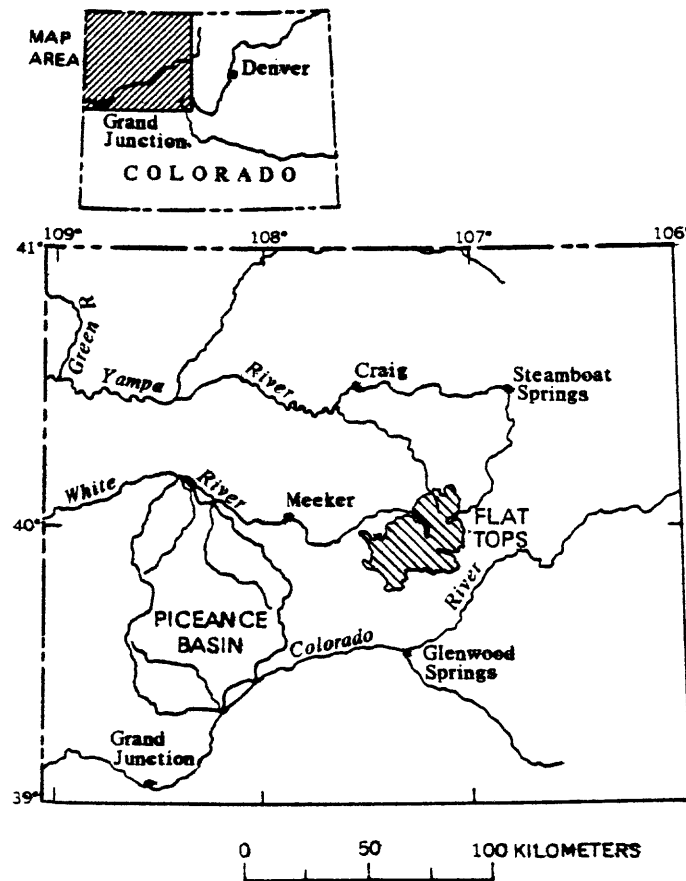 MAP
AREA
Denver
Grand
Junction
COLORADO
109°
108°
107°
106°
41°
Green R
Yampa
River
Craig
Steamboat
Springs
White
River
Meeker
40°
FLAT
TOPS
River
PICEANCE
BASIN
Colorado
Glenwood
Springs
Grand
Junction
39°
0 50 100 KILOMETERS